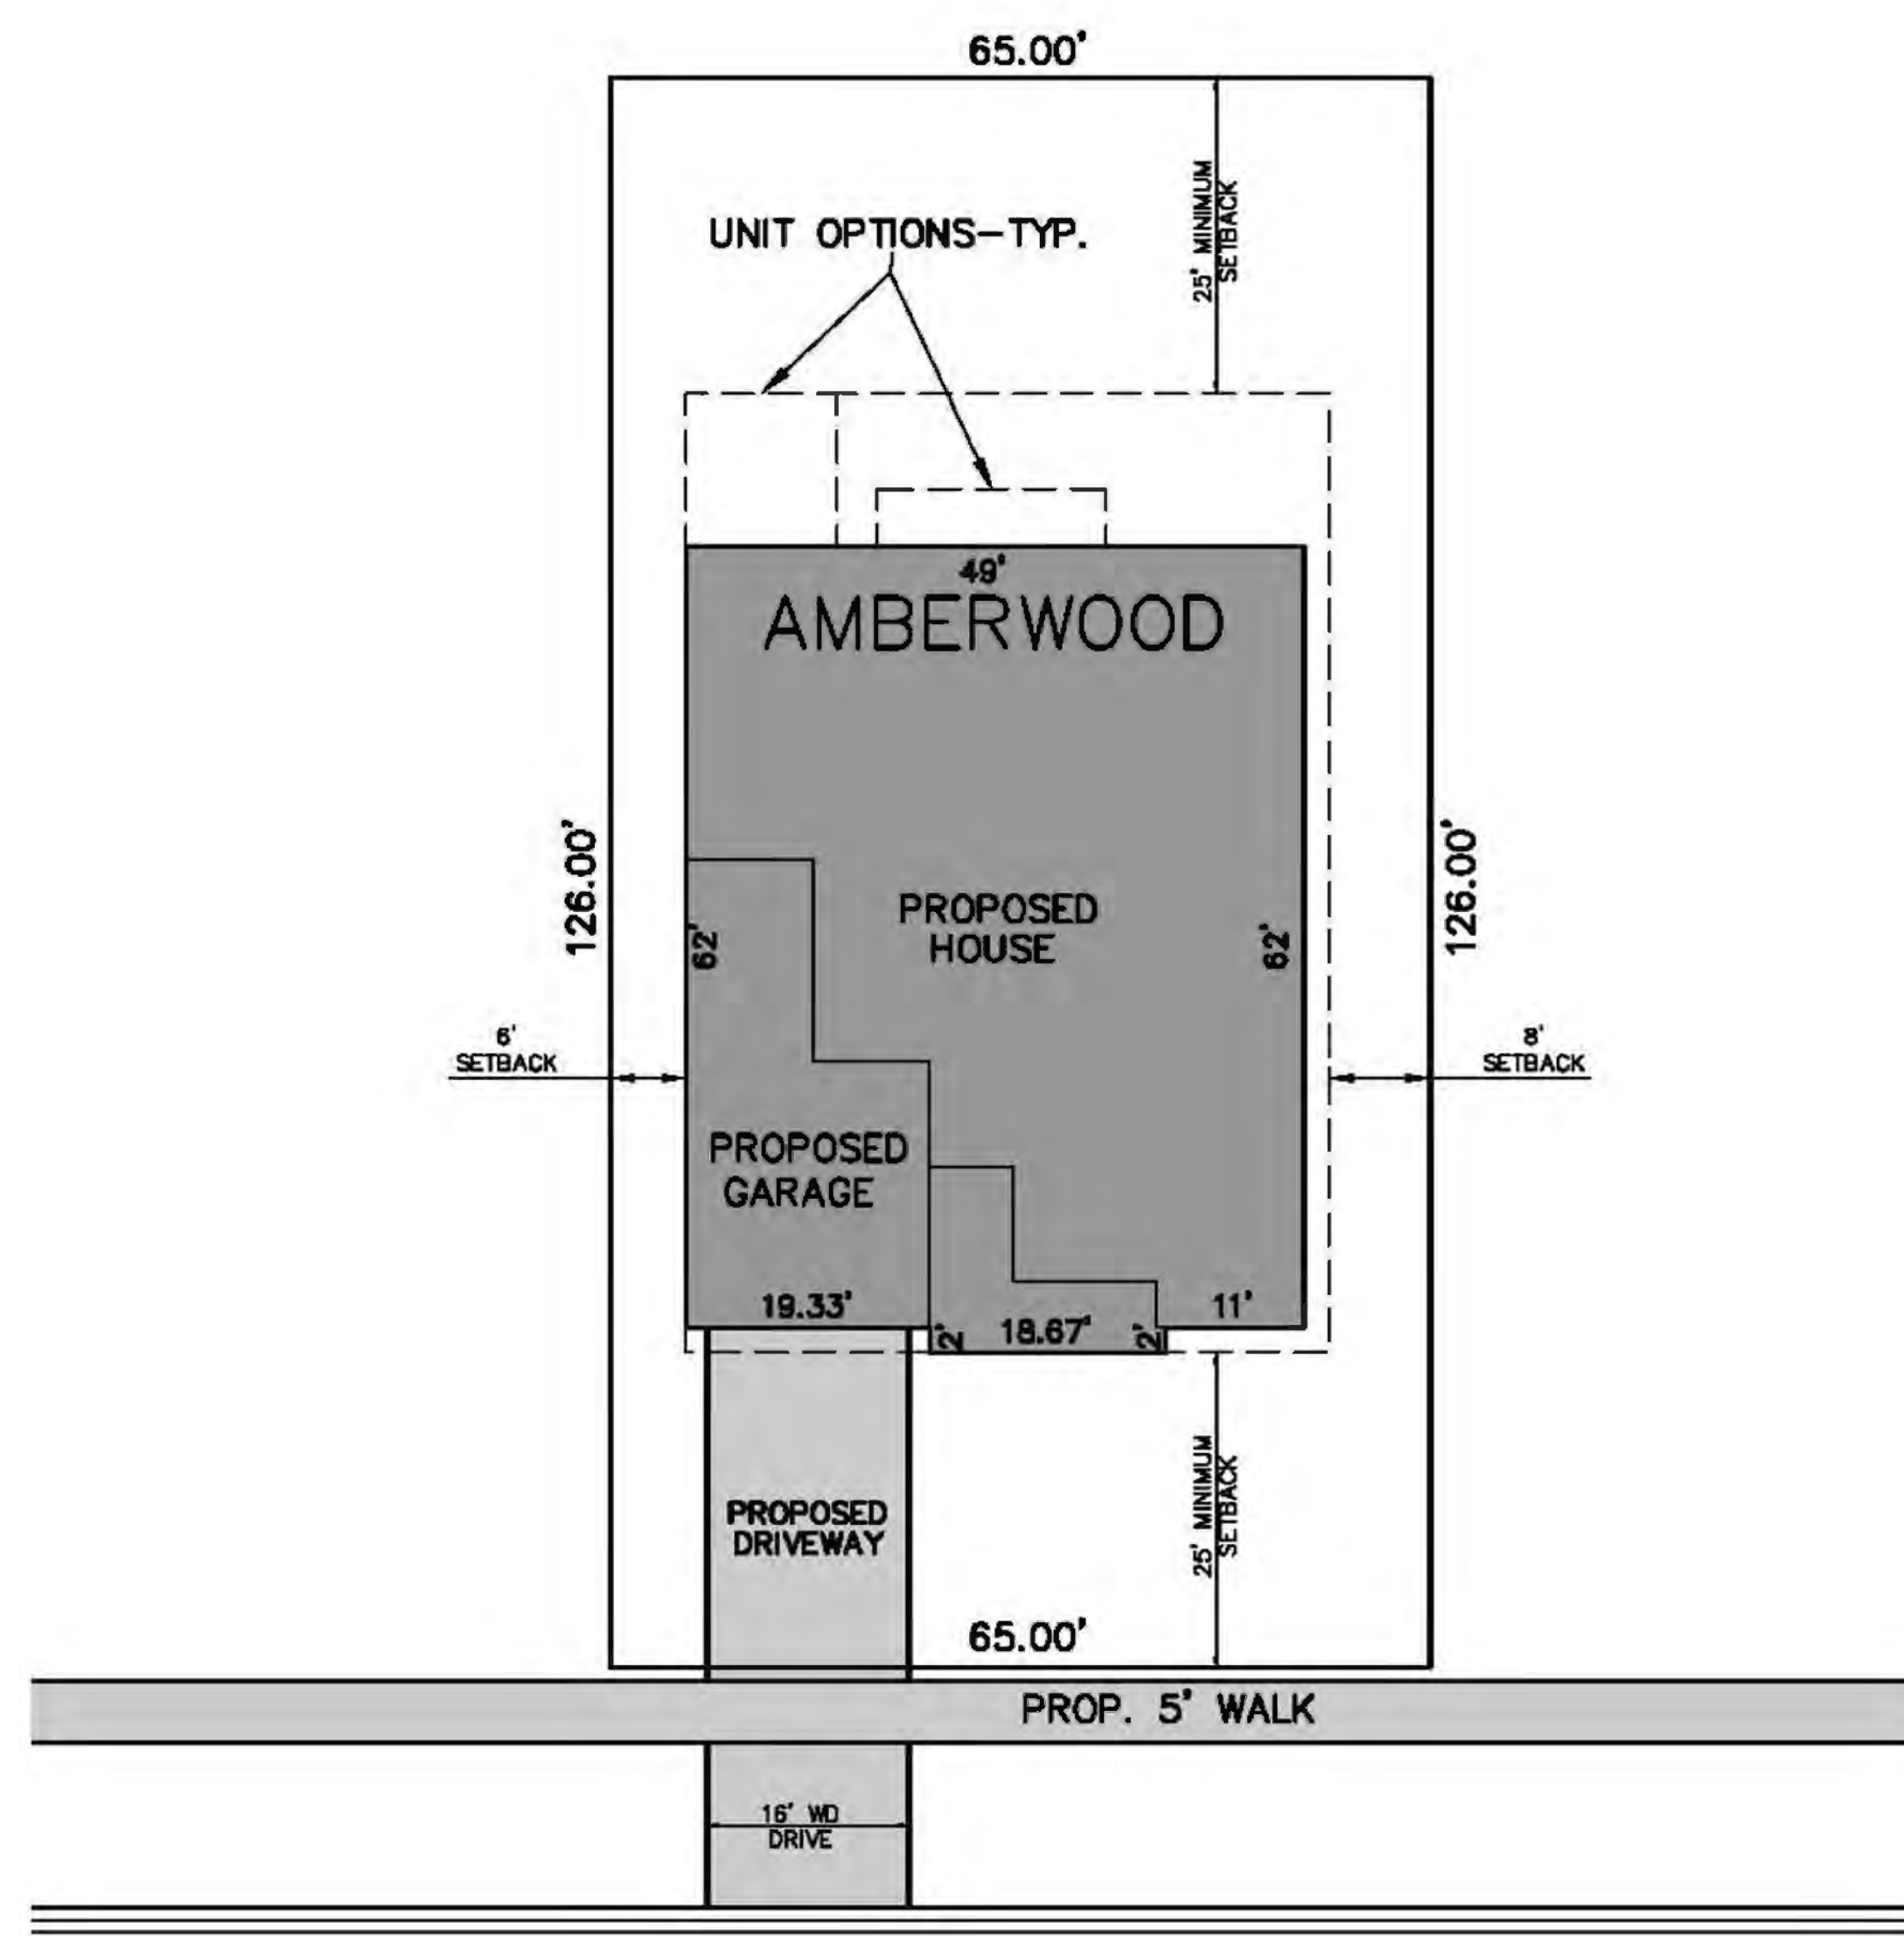 65.00'
25' MINIMUM
SETBACK
UNIT OPTIONS-TYP.
49'
AMBERWOOD
126.00'
62'
PROPOSED
HOUSE
62'
126.00'
6'
SETBACK
8'
SETBACK
PROPOSED
GARAGE
19.33'
2'
18.67'
2'
11'
PROPOSED
DRIVEWAY
25' MINIMUM
SETBACK
65.00'
PROP. 5' WALK
16' WD
DRIVE